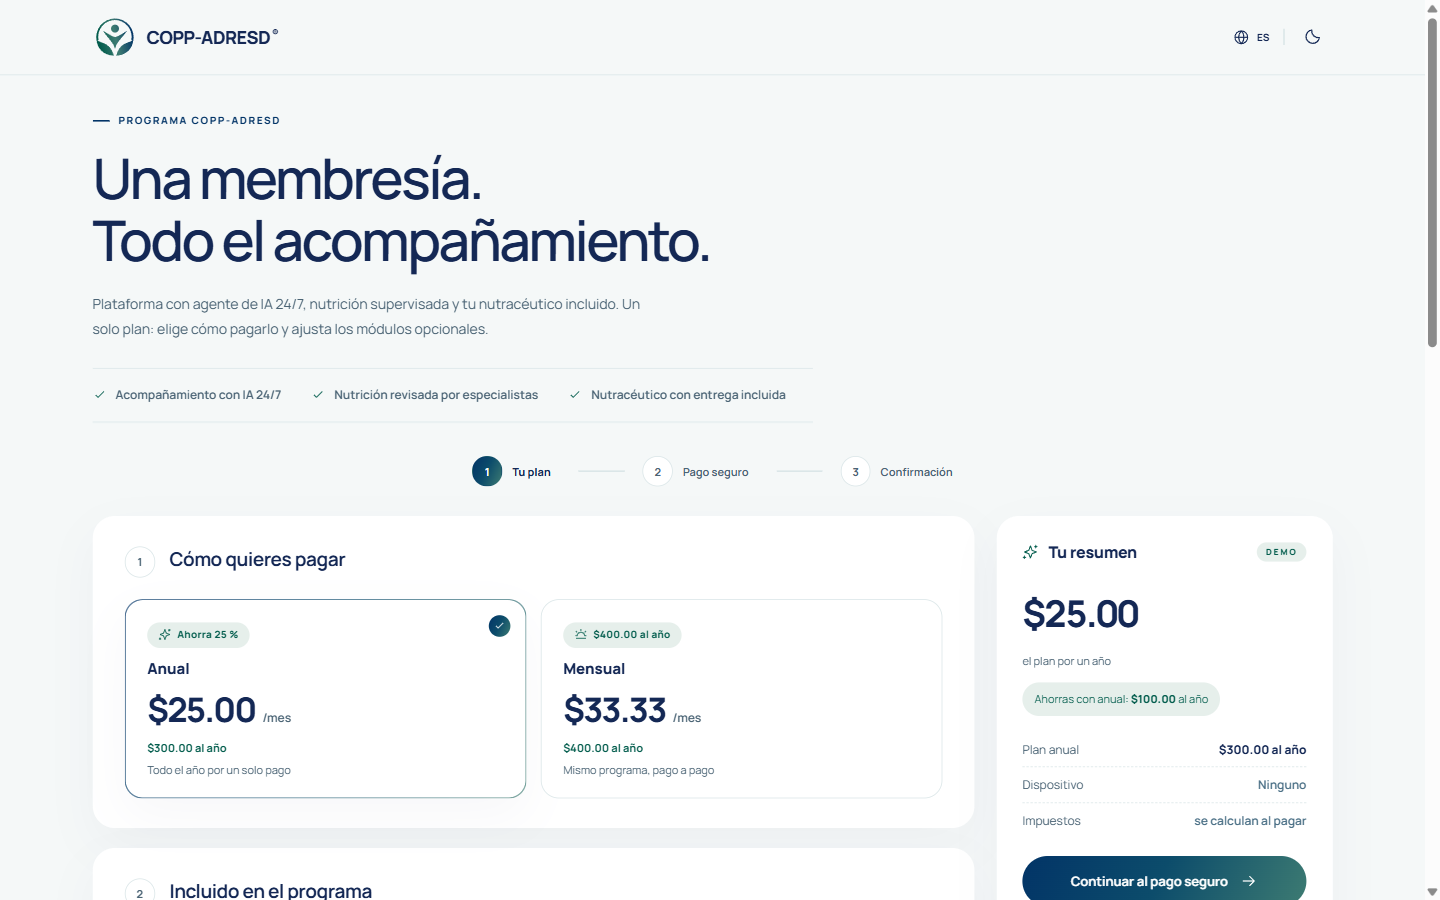 COPP-ADRESD®
ES
PROGRAMA COPP-ADRESD
Una membresía.
Todo el acompañamiento.
Plataforma con agente de IA 24/7, nutrición supervisada y tu nutracéutico incluido. Un
solo plan: elige cómo pagarlo y ajusta los módulos opcionales.
Acompañamiento con IA 24/7
Nutrición revisada por especialistas
Nutracéutico con entrega incluida
1 Tu plan
2 Pago seguro
3 Confirmación
1 Cómo quieres pagar
Ahorra 25 %
Anual
$25.00 /mes
$300.00 al año
Todo el año por un solo pago
$400.00 al año
Mensual
$33.33 /mes
$400.00 al año
Mismo programa, pago a pago
2 Incluido en el programa
Tu resumen
DEMO
$25.00
el plan por un año
Ahorras con anual: $100.00 al año
Plan anual $300.00 al año
Dispositivo Ninguno
Impuestos se calculan al pagar
Continuar al pago seguro